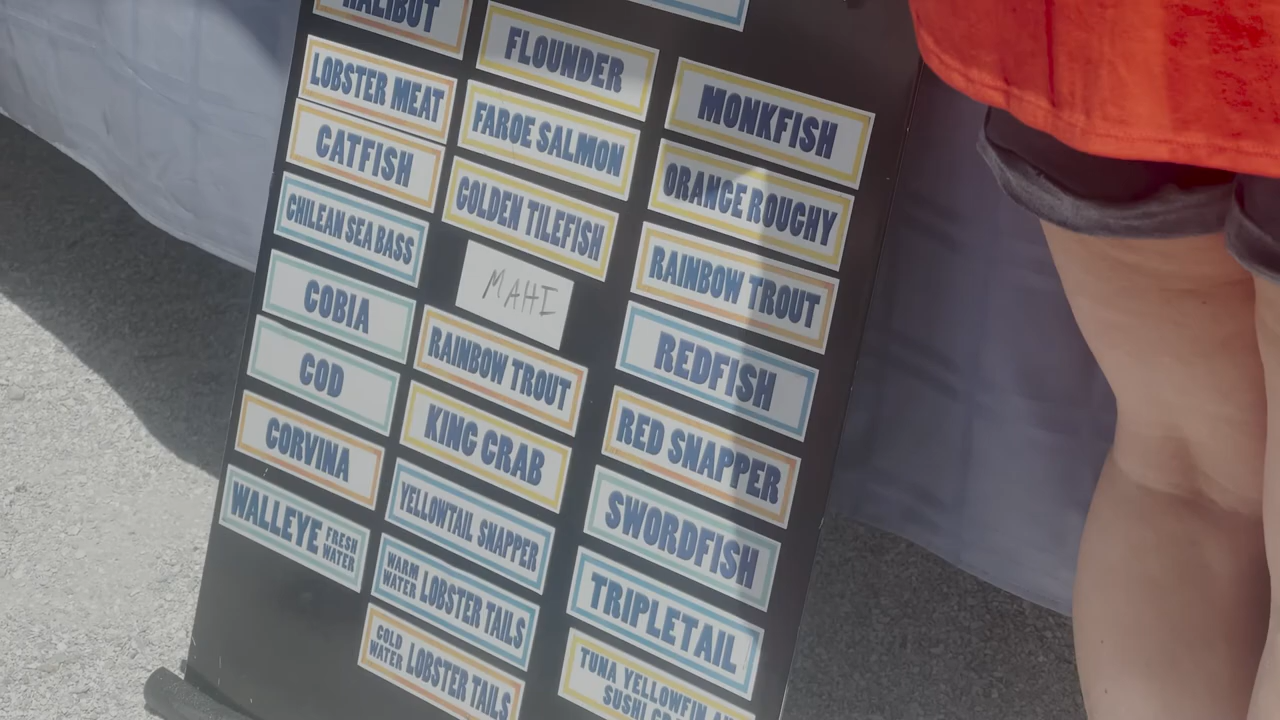 HALIBUT
LOBSTER MEAT
CATFISH
CHILEAN SEA BASS
COBIA
COD
CORVINA
WALLEYE FRESH
WATER
FLOUNDER
FAROE SALMON
GOLDEN TILEFISH
MAHI
RAINBOW TROUT
KING CRAB
YELLOWTAIL SNAPPER
WARM
WATER LOBSTER TAILS
COLD
WATER LOBSTER TAILS
MONKFISH
ORANGE ROUGHY
RAINBOW TROUT
REDFISH
RED SNAPPER
SWORDFISH
TRIPLETAIL
TUNA YELLOWFIN
SUSHI